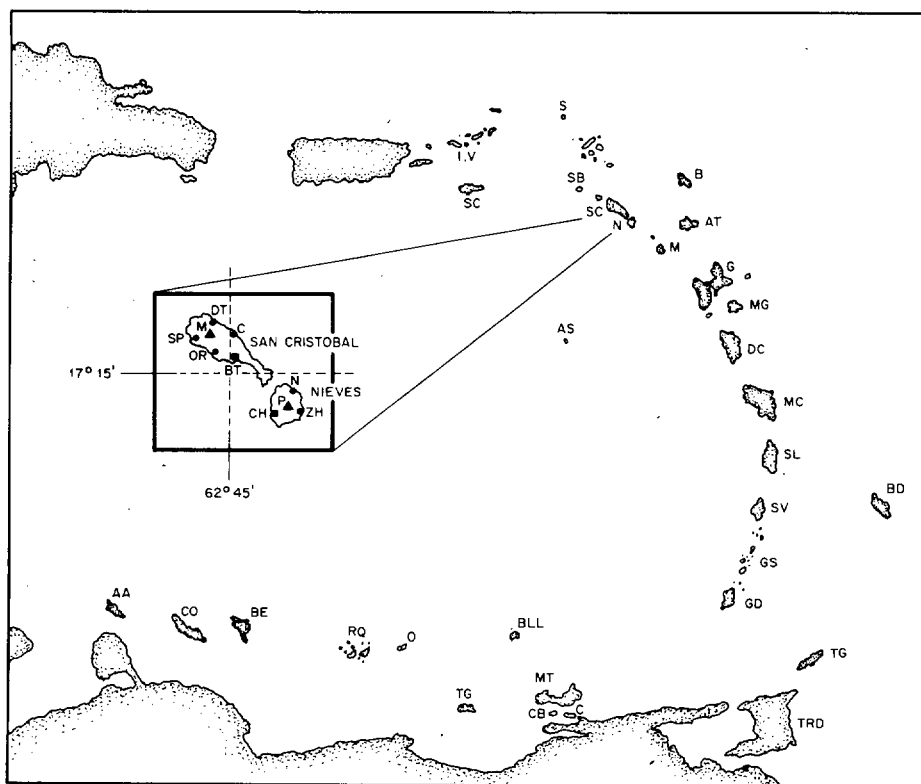 S
I.V
B
SB
SC
SC
N
AT
M
G
MG
AS
DC
DT
M
C
SAN CRISTOBAL
SP
OR
BT
17° 15'
N
NIEVES
P
CH
ZH
MC
SL
62° 45'
BD
SV
GS
AA
GD
CO
BE
RQ
O
BLL
TG
MT
TG
CB
C
TRD